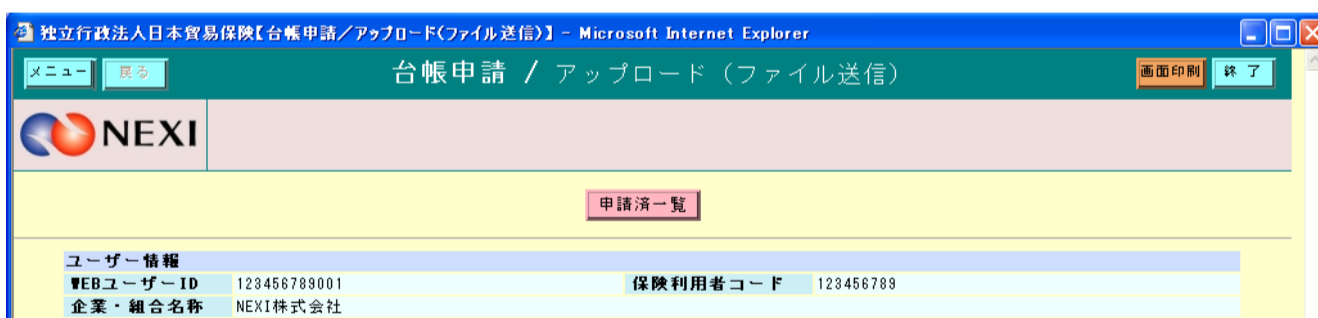 独立行政法人日本貿易保険【台帳申請／アップロード(ファイル送信)】 - Microsoft Internet Explorer
メニュー 戻る 台帳申請 / アップロード（ファイル送信） 画面印刷 終 了
NEXI
申請済一覧
ユーザー情報
WEBユーザーID 123456789001 保険利用者コード 123456789
企業・組合名称 NEXI株式会社